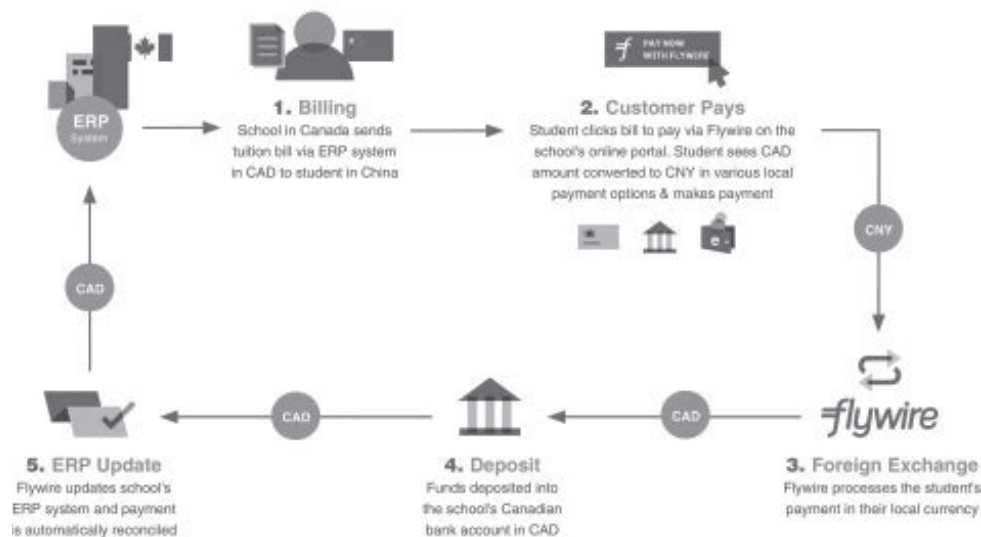 ERP
System
1. Billing
School in Canada sends
tuition bill via ERP system
in CAD to student in China
PAY NOW
WITH FLYWIRE
2. Customer Pays
Student clicks bill to pay via Flywire on the
school's online portal. Student sees CAD
amount converted to CNY in various local
payment options & makes payment
e
CNY
flywire
3. Foreign Exchange
Flywire processes the student's
payment in their local currency
CAD
4. Deposit
Funds deposited into
the school's Canadian
bank account in CAD
CAD
5. ERP Update
Flywire updates school's
ERP system and payment
is automatically reconciled
CAD